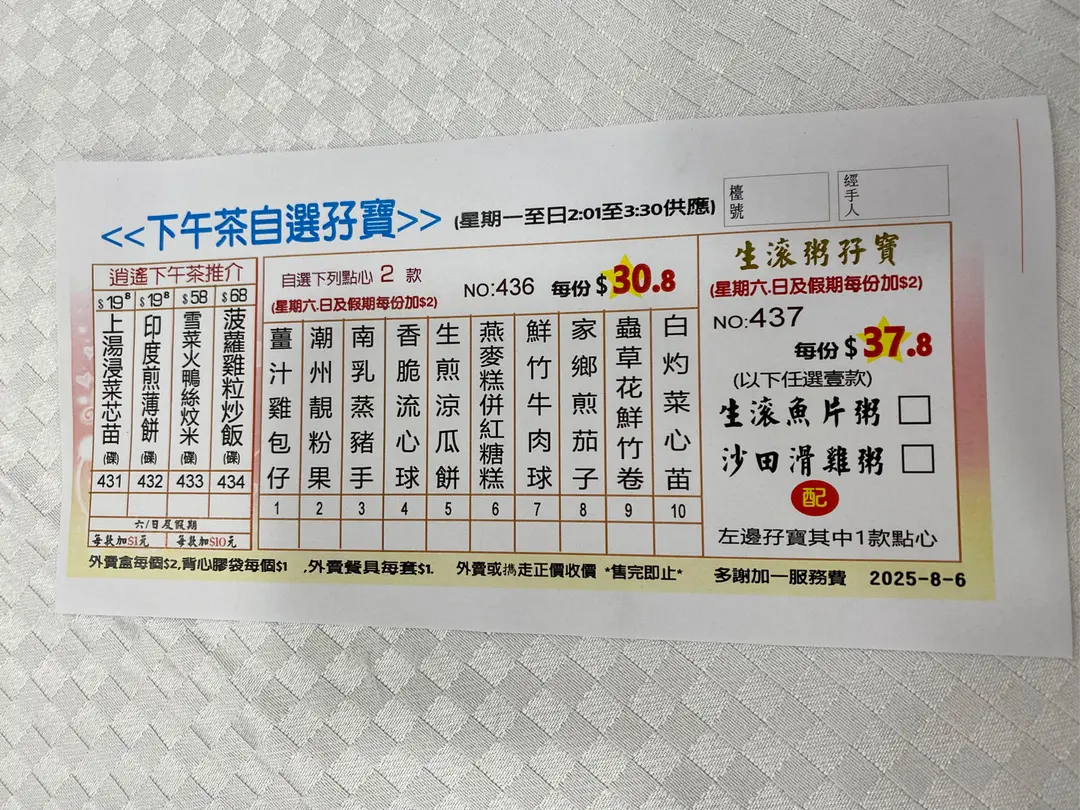 <<下午茶自選孖寶>>
(星期一至日2:01至3:30供應)
檯號
經手人
逍遙下午茶推介
$19⁸
$19⁸
$58
$68
上湯浸菜芯苗(碟)
印度煎薄餅(碟)
雪菜火鴨絲炆米(碟)
菠蘿雞粒炒飯(碟)
431
432
433
434
六/日及假期
每款加$1元
每款加$10元
自選下列點心 2 款
(星期六.日及假期每份加$2)
NO:436
每份$30.8
薑汁雞包仔
潮州靚粉果
南乳蒸豬手
香脆流心球
生煎涼瓜餅
燕麥糕併紅糖糕
鮮竹牛肉球
家鄉煎茄子
蟲草花鮮竹卷
白灼菜心苗
1
2
3
4
5
6
7
8
9
10
生滾粥孖寶
(星期六.日及假期每份加$2)
NO:437
每份$37.8
(以下任選壹款)
生滾魚片粥
沙田滑雞粥
配
左邊孖寶其中1款點心
外賣盒每個$2,背心膠袋每個$1 ,外賣餐具每套$1. 外賣或攜走正價收價 *售完即止* 多謝加一服務費 2025-8-6